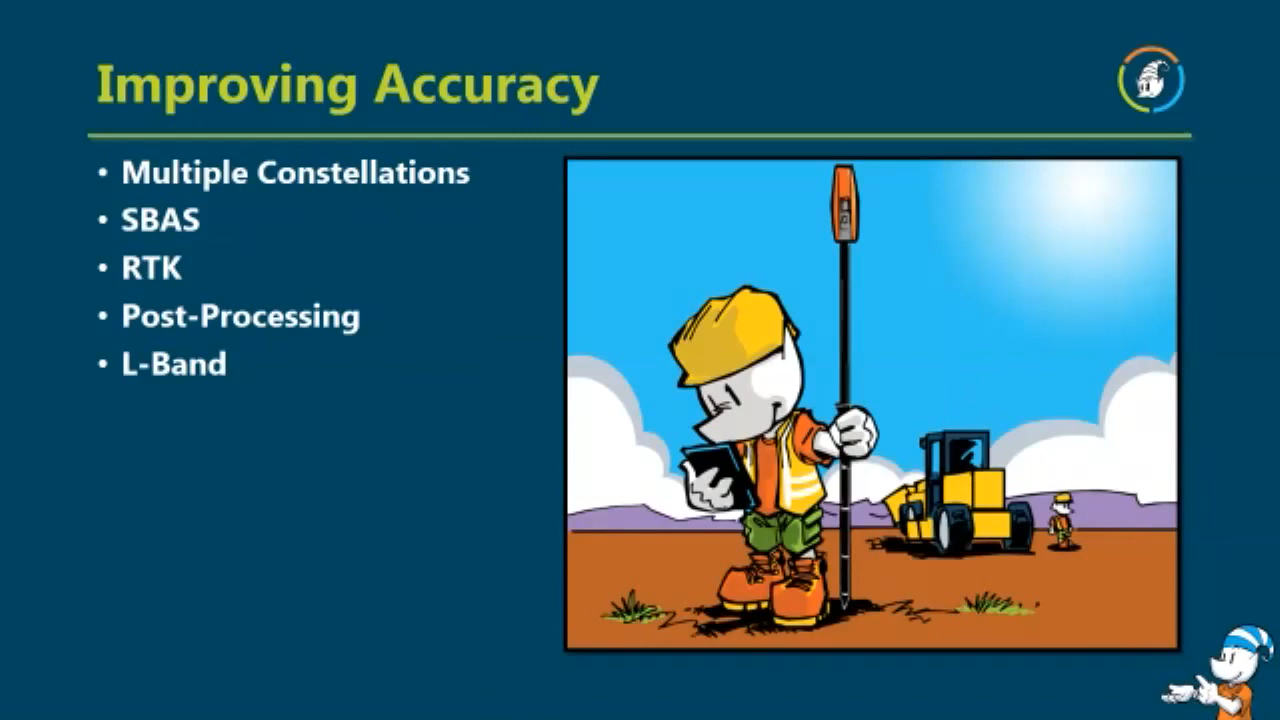 Improving Accuracy
• Multiple Constellations
• SBAS
• RTK
• Post-Processing
• L-Band